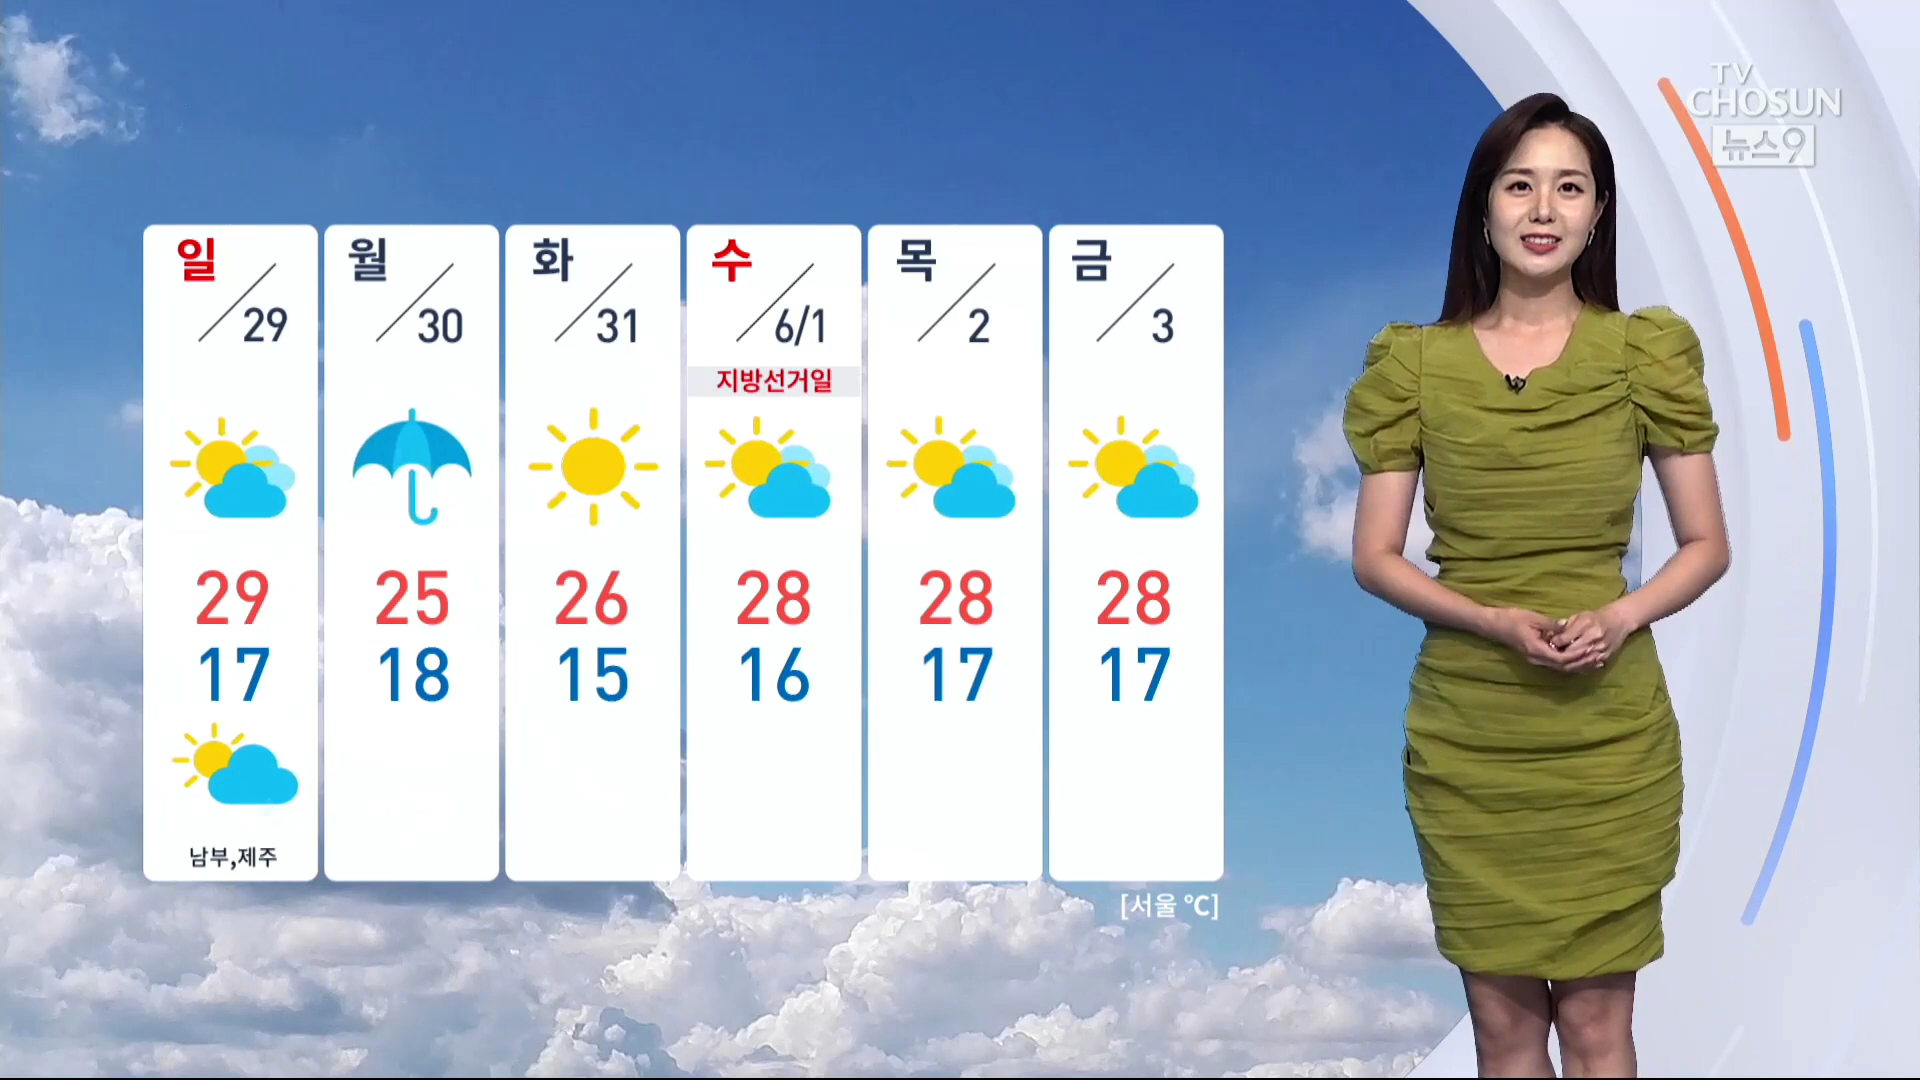 TV
CHOSUN
뉴스9
일 월 화 수 목 금
29 30 31 6/1 2 3
지방선거일
29 25 26 28 28 28
17 18 15 16 17 17
남부,제주
[서울 ℃]